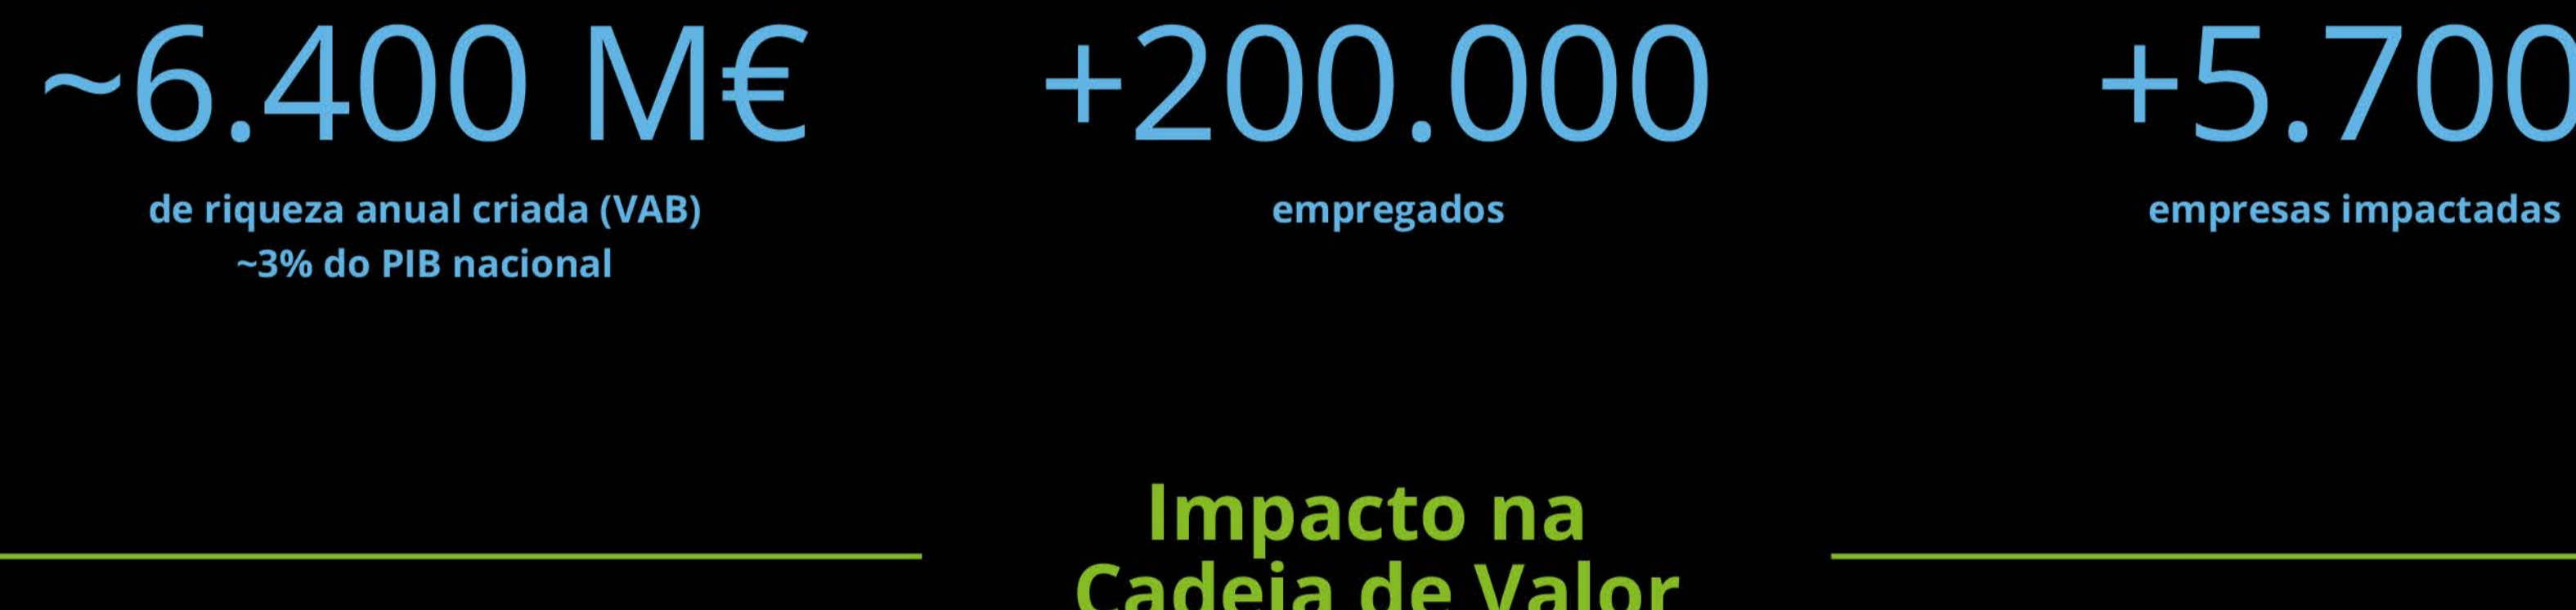 ~6.400 M€
de riqueza anual criada (VAB)
~3% do PIB nacional
+200.000
empregados
+5.700
empresas impactadas
Impacto na
Cadeia de Valor